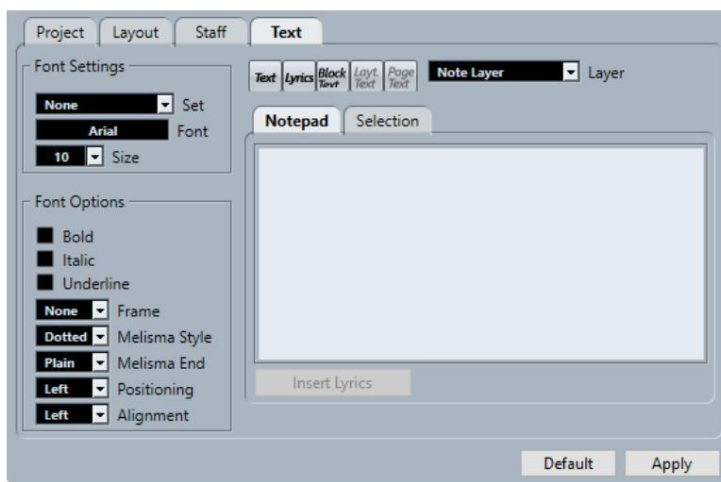 Project Layout Staff Text
Font Settings
None Set
Arial Font
10 Size
Font Options
Bold
Italic
Underline
None Frame
Dotted Melisma Style
Plain Melisma End
Left Positioning
Left Alignment
Text Lyrics Block Text Layt. Text Page Text Note Layer Layer
Notepad Selection
Insert Lyrics
Default Apply